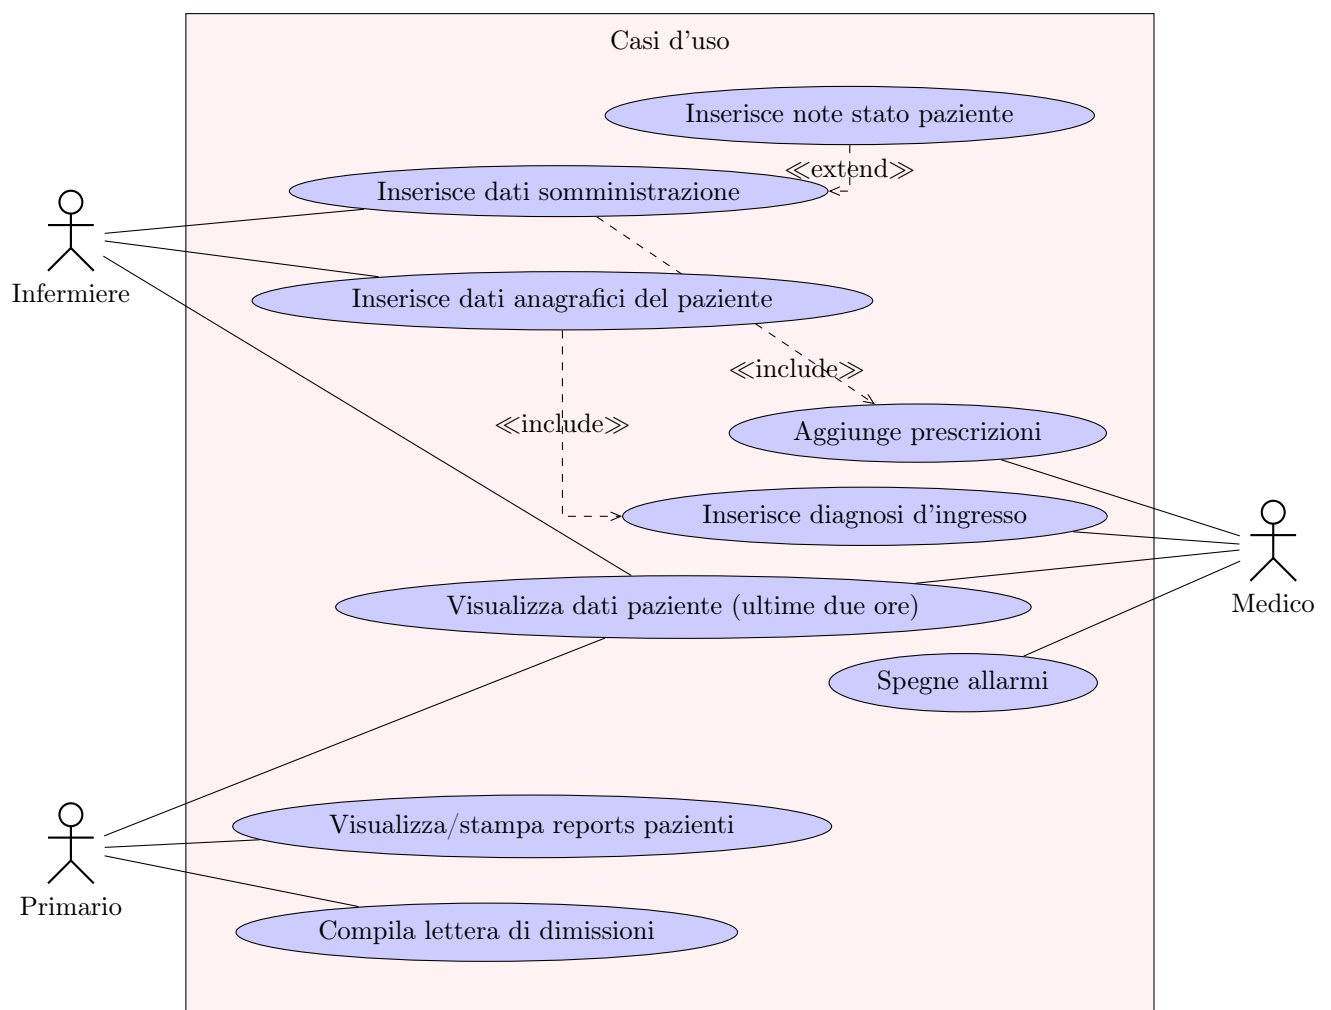 Casi d'uso
Inserisce note stato paziente
≪extend≫
Inserisce dati somministrazione
Infermiere
Inserisce dati anagrafici del paziente
≪include≫
≪include≫
Aggiunge prescrizioni
Inserisce diagnosi d'ingresso
Medico
Visualizza dati paziente (ultime due ore)
Spegne allarmi
Visualizza/stampa reports pazienti
Primario
Compila lettera di dimissioni